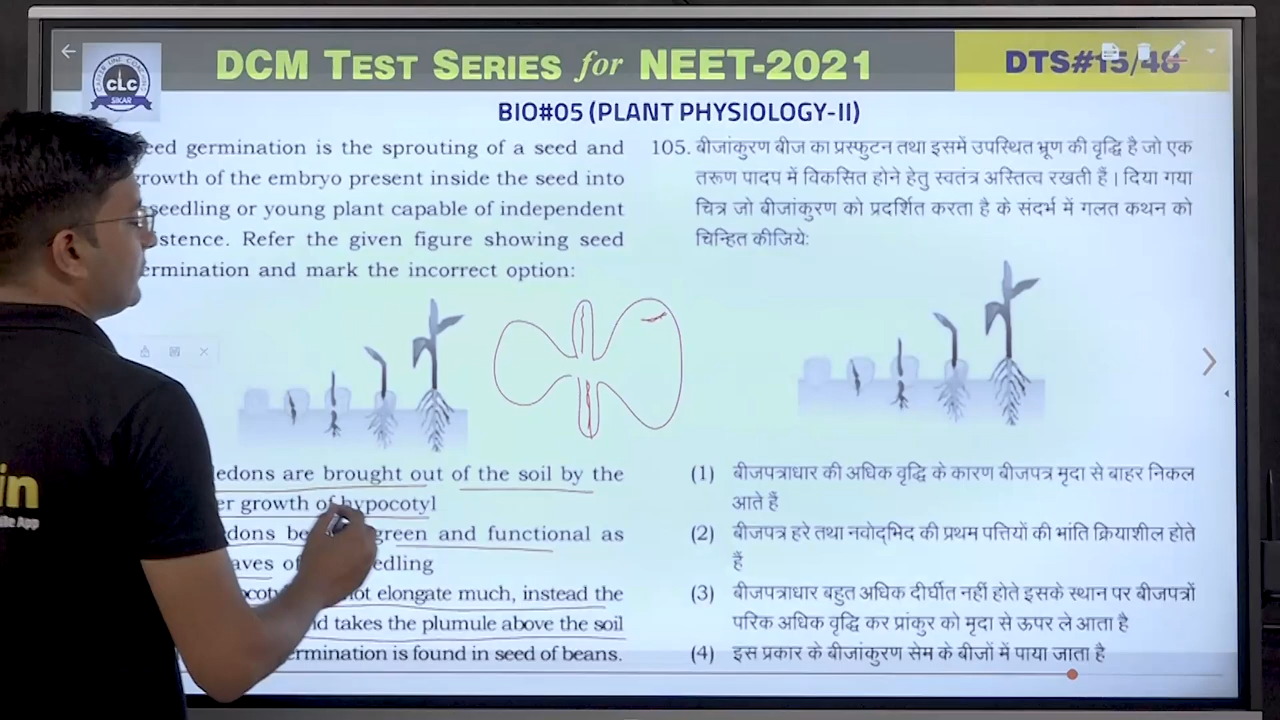 DCM TEST SERIES for NEET-2021
DTS#15/48
CLC
SIKAR
BIO#05 (PLANT PHYSIOLOGY-II)
eed germination is the sprouting of a seed and
rowth of the embryo present inside the seed into
seedling or young plant capable of independent
istence. Refer the given figure showing seed
ermination and mark the incorrect option:
edons are brought out of the soil by the
er growth of hypocotyl
dons be green and functional as
aves of edling
ocot not elongate much, instead the
nd takes the plumule above the soil
ermination is found in seed of beans.
105. बीजांकुरण बीज का प्रस्फुटन तथा इसमें उपस्थित भ्रूण की वृद्धि है जो एक
तरूण पादप में विकसित होने हेतु स्वतंत्र अस्तित्व रखती हैं। दिया गया
चित्र जो बीजांकुरण को प्रदर्शित करता है के संदर्भ में गलत कथन को
चिन्हित कीजिये:
(1) बीजपत्राधार की अधिक वृद्धि के कारण बीजपत्र मृदा से बाहर निकल
आते हैं
(2) बीजपत्र हरे तथा नवोद्भिद की प्रथम पत्तियों की भांति क्रियाशील होते
हैं
(3) बीजपत्राधार बहुत अधिक दीर्घित नहीं होते इसके स्थान पर बीजपत्रों
परिक अधिक वृद्धि कर प्रांकुर को मृदा से ऊपर ले आता है
(4) इस प्रकार के बीजांकुरण सेम के बीजों में पाया जाता है
in
App